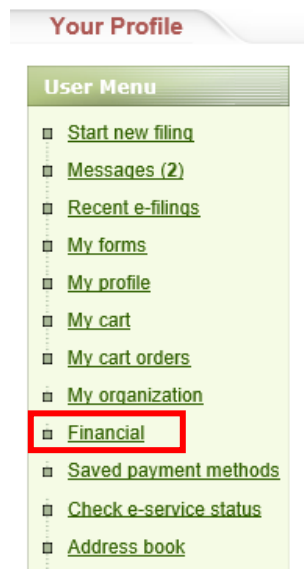 Your Profile
User Menu
Start new filing
Messages (2)
Recent e-filings
My forms
My profile
My cart
My cart orders
My organization
Financial
Saved payment methods
Check e-service status
Address book